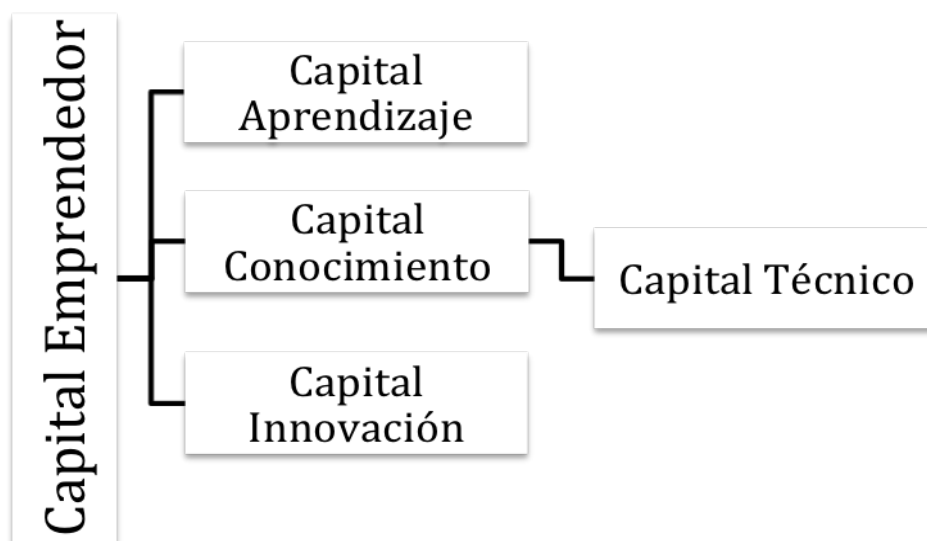 Capital Emprendedor
Capital
Aprendizaje
Capital
Conocimiento
Capital Técnico
Capital
Innovación